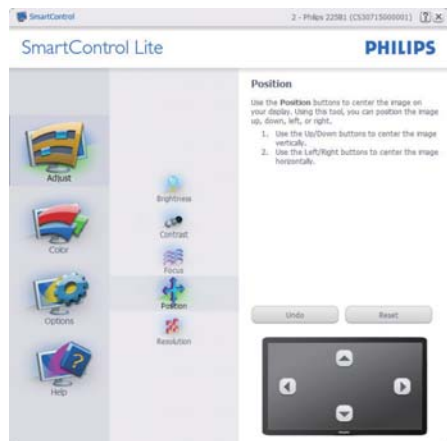 SmartControl
2 - Philips 225B1 (CS30715000001)
SmartControl Lite
PHILIPS
Adjust
Color
Options
Help
Brightness
Contrast
Focus
Position
Resolution
Position
Use the Position buttons to center the image on
your display. Using this tool, you can position the image
up, down, left, or right.
1. Use the Up/Down buttons to center the image
vertically.
2. Use the Left/Right buttons to center the image
horizontally.
Undo
Reset